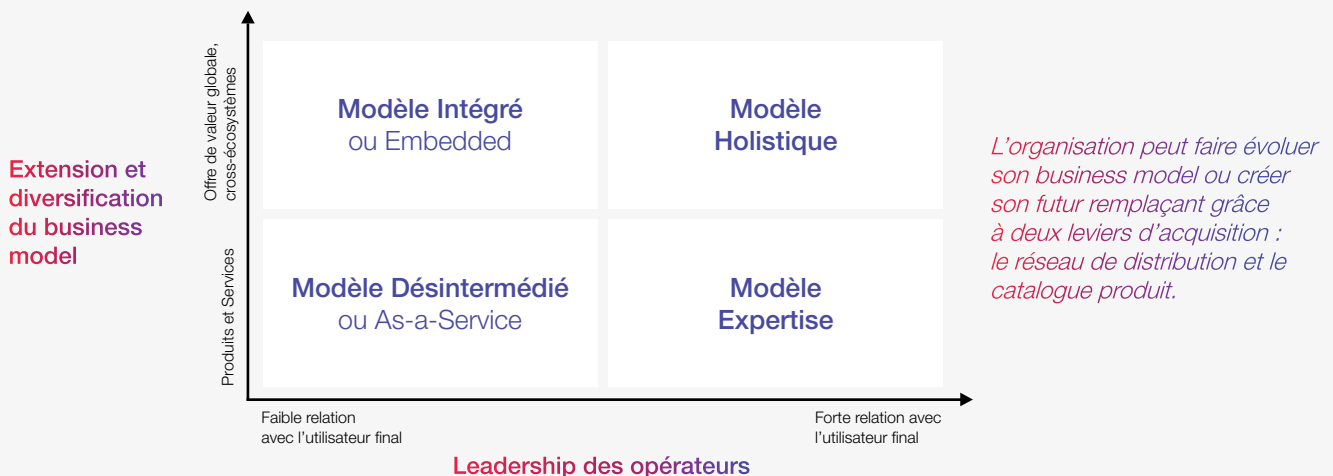 Extension et
diversification
du business
model
Offre de valeur globale,
cross-écosystèmes
Produits et Services
Modèle Intégré
ou Embedded
Modèle
Holistique
Modèle Désintermédié
ou As-a-Service
Modèle
Expertise
Faible relation
avec l'utilisateur final
Forte relation avec
l'utilisateur final
Leadership des opérateurs
L'organisation peut faire évoluer
son business model ou créer
son futur remplaçant grâce
à deux leviers d'acquisition :
le réseau de distribution et le
catalogue produit.